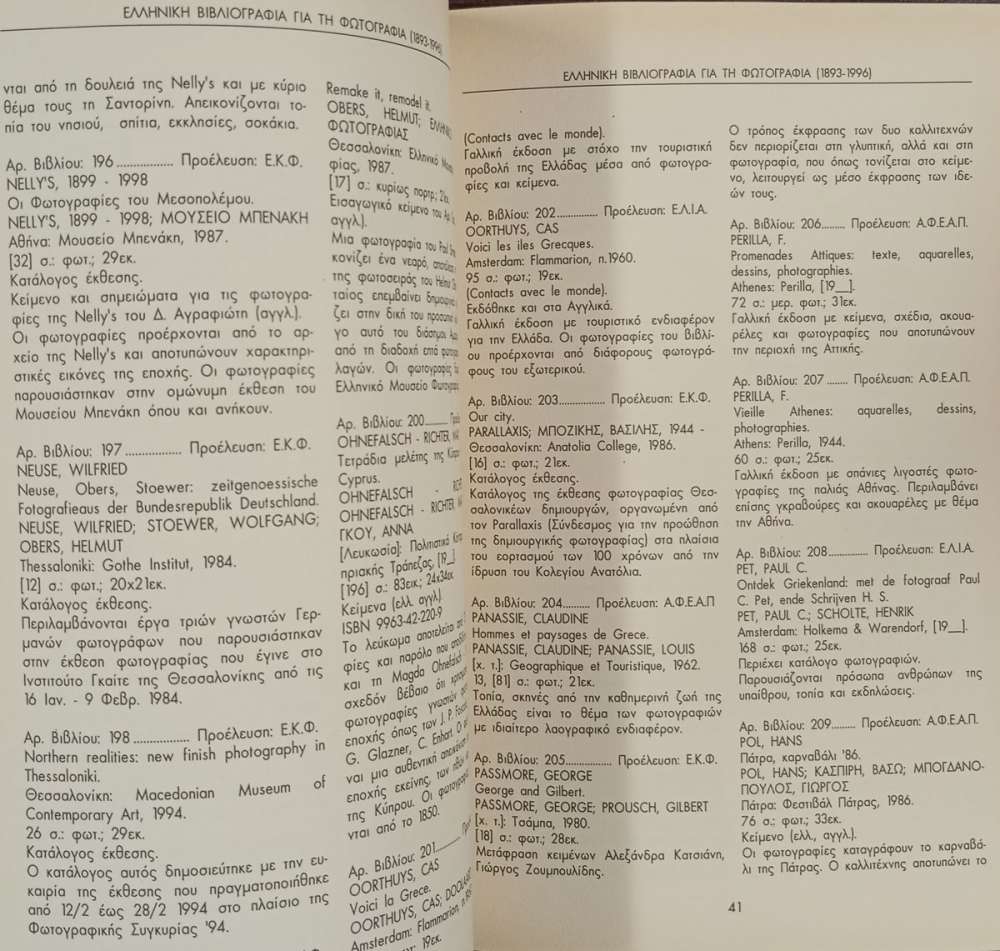 ΕΛΛΗΝΙΚΗ ΒΙΒΛΙΟΓΡΑΦΙΑ ΓΙΑ ΤΗ ΦΩΤΟΓΡΑΦΙΑ (1893-1996)
νται από τη δουλειά της Nelly's και με κύριο
θέμα τους τη Σαντορίνη. Απεικονίζονται το-
πία του νησιού, σπίτια, εκκλησίες, σοκάκια.
Αρ. Βιβλίου: 196................ Προέλευση: Ε.Κ.Φ.
NELLY'S, 1899 - 1998
Οι Φωτογραφίες του Μεσοπολέμου.
NELLY'S, 1899 - 1998; ΜΟΥΣΕΙΟ ΜΠΕΝΑΚΗ
Αθήνα: Μουσείο Μπενάκη, 1987.
[32] σ.: φωτ.; 29εκ.
Κατάλογος έκθεσης.
Κείμενο και σημειώματα για τις φωτογρα-
φίες της Nelly's του Δ. Αγραφιώτη (αγγλ.).
Οι φωτογραφίες προέρχονται από το αρ-
χείο της Nelly's και αποτυπώνουν χαρακτηρι-
στικές εικόνες της εποχής. Οι φωτογραφίες
παρουσιάστηκαν στην ομώνυμη έκθεση του
Μουσείου Μπενάκη όπου και ανήκουν.
Αρ. Βιβλίου: 197................. Προέλευση: Ε.Κ.Φ.
NEUSE, WILFRIED
Neuse, Obers, Stoewer: zeitgenoessische
Fotografieaus der Bundesrepublik Deutschland.
NEUSE, WILFRIED; STOEWER, WOLFGANG;
OBERS, HELMUT
Thessaloniki: Gothe Institut, 1984.
[12] σ.: φωτ.; 20x21εκ.
Κατάλογος έκθεσης.
Περιλαμβάνονται έργα τριών γνωστών Γερ-
μανών φωτογράφων που παρουσιάστηκαν
στην έκθεση φωτογραφίας που έγινε στο
Ινστιτούτο Γκαίτε της Θεσσαλονίκης από τις
16 Ιαν. - 9 Φεβρ. 1984.
Αρ. Βιβλίου: 198................. Προέλευση: Ε.Κ.Φ.
Northern realities: new finish photography in
Thessaloniki.
Θεσσαλονίκη: Macedonian Museum of
Contemporary Art, 1994.
26 σ.: φωτ.; 29εκ.
Κατάλογος έκθεσης.
Ο κατάλογος αυτός δημοσιεύτηκε με την ευ-
καιρία της έκθεσης που πραγματοποιήθηκε
από 12/2 έως 28/2 1994 στο πλαίσιο της
Φωτογραφικής Συγκυρίας '94.
Remake it, remodel it.
OBERS, HELMUT;
ΦΩΤΟΓΡΑΦΙΑΣ
Θεσσαλονίκη: Ελληνικό
φίας, 1987.
[17] σ.: κυρίως πορτρ.;
Εισαγωγικό κείμενο του
αγγλ.).
Μια φωτογραφία του Paul
κονίζει ένα νεαρό,
της φωτοσειράς του Helmu
ταίος επεμβαίνει
ζει στην δική του
γο αυτό του διάσημου
από τη διαδοχή επτά
λαγών. Οι φωτογραφίες
Ελληνικό Μουσείο Φωτογραφίας
Αρ. Βιβλίου: 200......
OHNEFALSCH - RICHTER,
Τετράδια μελέτης της
Cyprus.
OHNEFALSCH -
OHNEFALSCH - RICHTER,
ΓΚΟΥ, ΑΝΝΑ
[Λευκωσία]: Πολιτιστικό
πριακής Τράπεζας, [19_]
[196] σ.: 83εικ.; 24x34εκ
Κείμενα (ελλ. αγγλ.).
ISBN 9963-42-220-9
Το λεύκωμα αποτελείται
φίες και παρόλο που
και τη Magda Ohnefalsch
σχεδόν βέβαιο ότι
φωτογραφίες γνωστών
εποχής όπως των J. P.
G. Glazner, C. Enhart. Ο
ναι μια αυθεντική απεικόνιση
εποχής εκείνης, των
της Κύπρου. Οι φωτογραφ
νται από το 1850.
Αρ. Βιβλίου: 201......
OORTHUYS, CAS
Voici la Grece.
OORTHUYS, CAS;
Amsterdam: Flammarion,
19εκ.
ΕΛΛΗΝΙΚΗ ΒΙΒΛΙΟΓΡΑΦΙΑ ΓΙΑ ΤΗ ΦΩΤΟΓΡΑΦΙΑ (1893-1996)
(Contacts avec le monde).
Γαλλική έκδοση με στόχο την τουριστική
προβολή της Ελλάδας μέσα από φωτογρα-
φίες και κείμενα.
Αρ. Βιβλίου: 202.............. Προέλευση: Ε.Λ.Ι.Α.
OORTHUYS, CAS
Voici les iles Grecques.
Amsterdam: Flammarion, n.1960.
95 σ.: φωτ.; 19εκ.
(Contacts avec le monde).
Εκδόθηκε και στα Αγγλικά.
Γαλλική έκδοση με τουριστικό ενδιαφέρον
για την Ελλάδα. Οι φωτογραφίες του βιβλί-
ου προέρχονται από διάφορους φωτογρά-
φους του εξωτερικού.
Αρ. Βιβλίου: 203................ Προέλευση: Ε.Κ.Φ.
Our city.
PARALLAXIS; ΜΠΟΖΙΚΗΣ, ΒΑΣΙΛΗΣ, 1944 -
Θεσσαλονίκη: Anatolia College, 1986.
[16] σ.: φωτ.; 21εκ.
Κατάλογος έκθεσης.
Κατάλογος της έκθεσης φωτογραφίας Θεσ-
σαλονικέων δημιουργών, οργανωμένη από
τον Parallaxis (Σύνδεσμος για την προώθηση
της δημιουργικής φωτογραφίας) στα πλαίσια
του εορτασμού των 100 χρόνων από την
ίδρυση του Κολεγίου Ανατόλια.
Αρ. Βιβλίου: 204.......... Προέλευση: Α.Φ.Ε.Α.Π
PANASSIE, CLAUDINE
Hommes et paysages de Grece.
PANASSIE, CLAUDINE; PANASSIE, LOUIS
[χ. τ.]: Geographique et Touristique, 1962.
13, [81] σ.: φωτ.; 21εκ.
Τοπία, σκηνές από την καθημερινή ζωή της
Ελλάδας είναι το θέμα των φωτογραφιών
με ιδιαίτερο λαογραφικό ενδιαφέρον.
Αρ. Βιβλίου: 205................ Προέλευση: Ε.Κ.Φ.
PASSMORE, GEORGE
George and Gilbert.
PASSMORE, GEORGE; PROUSCH, GILBERT
[χ. τ.]: Τσάμπα, 1980.
[18] σ.: φωτ.; 28εκ.
Μετάφραση κειμένων Αλεξάνδρα Κατσιάνη,
Γιώργος Ζουμπουλίδης.
Ο τρόπος έκφρασης των δυο καλλιτεχνών
δεν περιορίζεται στη γλυπτική, αλλά και στη
φωτογραφία, που όπως τονίζεται στο κείμε-
νο, λειτουργεί ως μέσο έκφρασης των ιδε-
ών τους.
Αρ. Βιβλίου: 206......... Προέλευση: Α.Φ.Ε.Α.Π.
PERILLA, F.
Promenades Attiques: texte, aquarelles,
dessins, photographies.
Athenes: Perilla, [19__].
72 σ.: μερ. φωτ.; 31εκ.
Γαλλική έκδοση με κείμενα, σχέδια, ακουα-
ρέλες και φωτογραφίες που αποτυπώνουν
την περιοχή της Αττικής.
Αρ. Βιβλίου: 207........ Προέλευση: Α.Φ.Ε.Α.Π.
PERILLA, F.
Vieille Athenes: aquarelles, dessins,
photographies.
Athens: Perilla, 1944.
60 σ.: φωτ.; 25εκ.
Γαλλική έκδοση με σπάνιες λιγοστές φωτο-
γραφίες της παλιάς Αθήνας. Περιλαμβάνει
επίσης γκραβούρες και ακουαρέλες με θέμα
την Αθήνα.
Αρ. Βιβλίου: 208.............. Προέλευση: Ε.Λ.Ι.Α.
PET, PAUL C.
Ontdek Griekenland: met de fotograaf Paul
C. Pet, ende Schrijven H. S.
PET, PAUL C.; SCHOLTE, HENRIK
Amsterdam: Holkema & Warendorf, [19__].
168 σ.: φωτ.; 25εκ.
Περιέχει κατάλογο φωτογραφιών.
Παρουσιάζονται πρόσωπα ανθρώπων της
υπαίθρου, τοπία και εκδηλώσεις.
Αρ. Βιβλίου: 209......... Προέλευση: Α.Φ.Ε.Α.Π.
POL, HANS
Πάτρα, καρναβάλι '86.
POL, HANS; ΚΑΣΠΙΡΗ, ΒΑΣΩ; ΜΠΟΓΔΑΝΟ-
ΠΟΥΛΟΣ, ΓΙΩΡΓΟΣ
Πάτρα: Φεστιβάλ Πάτρας, 1986.
76 σ.: φωτ.; 33εκ.
Κείμενο (ελλ., αγγλ.).
Οι φωτογραφίες καταγράφουν το καρναβά-
λι της Πάτρας. Ο καλλιτέχνης αποτυπώνει το
41